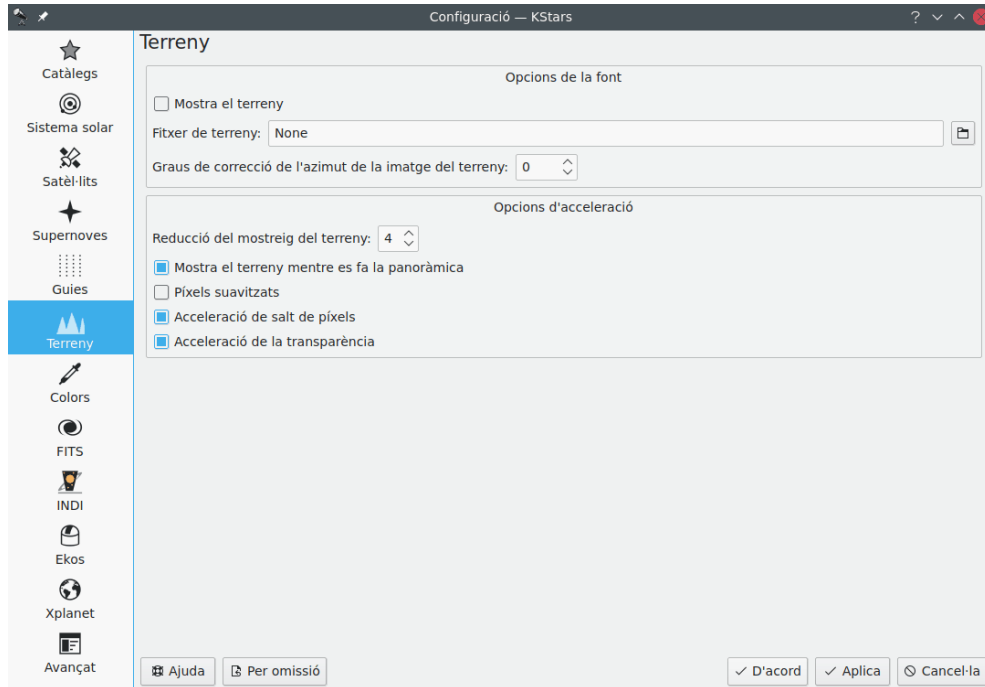 Configuració — KStars
Catàlegs
Sistema solar
Satèl·lits
Supernoves
Guies
Terreny
Colors
FITS
INDI
Ekos
Xplanet
Avançat
Terreny
Opcions de la font
Mostra el terreny
Fitxer de terreny: None
Graus de correcció de l'azimut de la imatge del terreny: 0
Opcions d'acceleració
Reducció del mostreig del terreny: 4
Mostra el terreny mentre es fa la panoràmica
Píxels suavitzats
Acceleració de salt de píxels
Acceleració de la transparència
Ajuda Per omissió D'acord Aplica Cancel·la